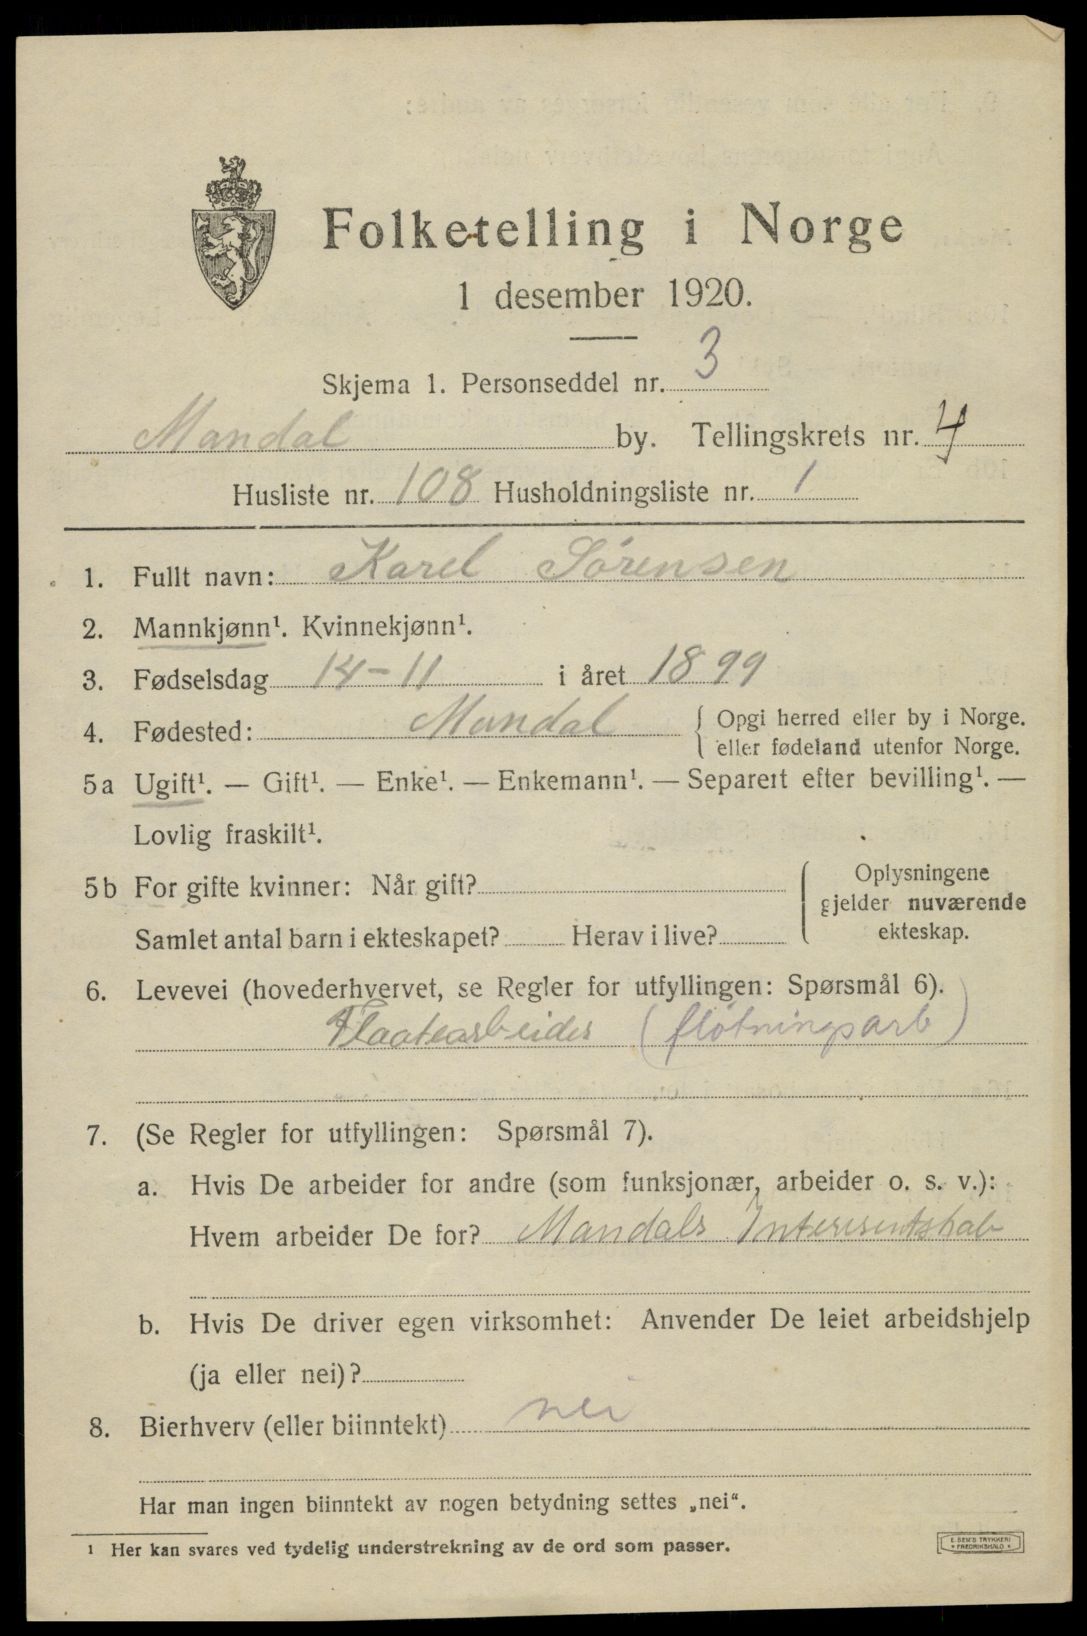 Folketelling i Norge
1 desember 1920.
Skjema 1. Personseddel nr. 3
Mandal by. Tellingskrets nr. 4
Husliste nr. 108 Husholdningsliste nr. 1
1. Fullt navn: Karel Sørensen
2. Mannkjønn¹. Kvinnekjønn¹.
3. Fødselsdag 14-11 i året 1899
4. Fødested: Mandal { Opgi herred eller by i Norge.
eller fødeland utenfor Norge.
5a Ugift¹. — Gift¹. — Enke¹. — Enkemann¹. — Separert efter bevilling¹. —
Lovlig fraskilt¹.
5b For gifte kvinner: Når gift?
Samlet antal barn i ekteskapet? Herav i live?
Oplysningene
gjelder nuværende
ekteskap.
6. Levevei (hovederhvervet, se Regler for utfyllingen: Spørsmål 6).
Flaatearbeider (fløtningsarb)
7. (Se Regler for utfyllingen: Spørsmål 7).
a. Hvis De arbeider for andre (som funksjonær, arbeider o. s. v.):
Hvem arbeider De for? Mandals Interesentskab
b. Hvis De driver egen virksomhet: Anvender De leiet arbeidshjelp
(ja eller nei)?
8. Bierhverv (eller biinntekt) nei
Har man ingen biinntekt av nogen betydning settes „nei“.
¹ Her kan svares ved tydelig understrekning av de ord som passer.
E. SEM'S TRYKKERI
FREDRIKSHALD